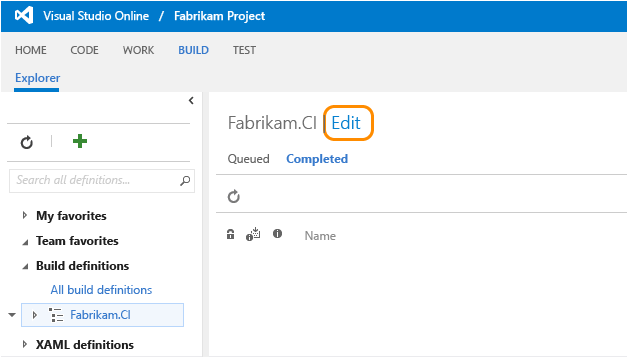 Visual Studio Online / Fabrikam Project
HOME CODE WORK BUILD TEST
Explorer
Fabrikam.CI | Edit
Queued Completed
Search all definitions...
My favorites
Team favorites
Build definitions
All build definitions
Fabrikam.CI
XAML definitions
Name